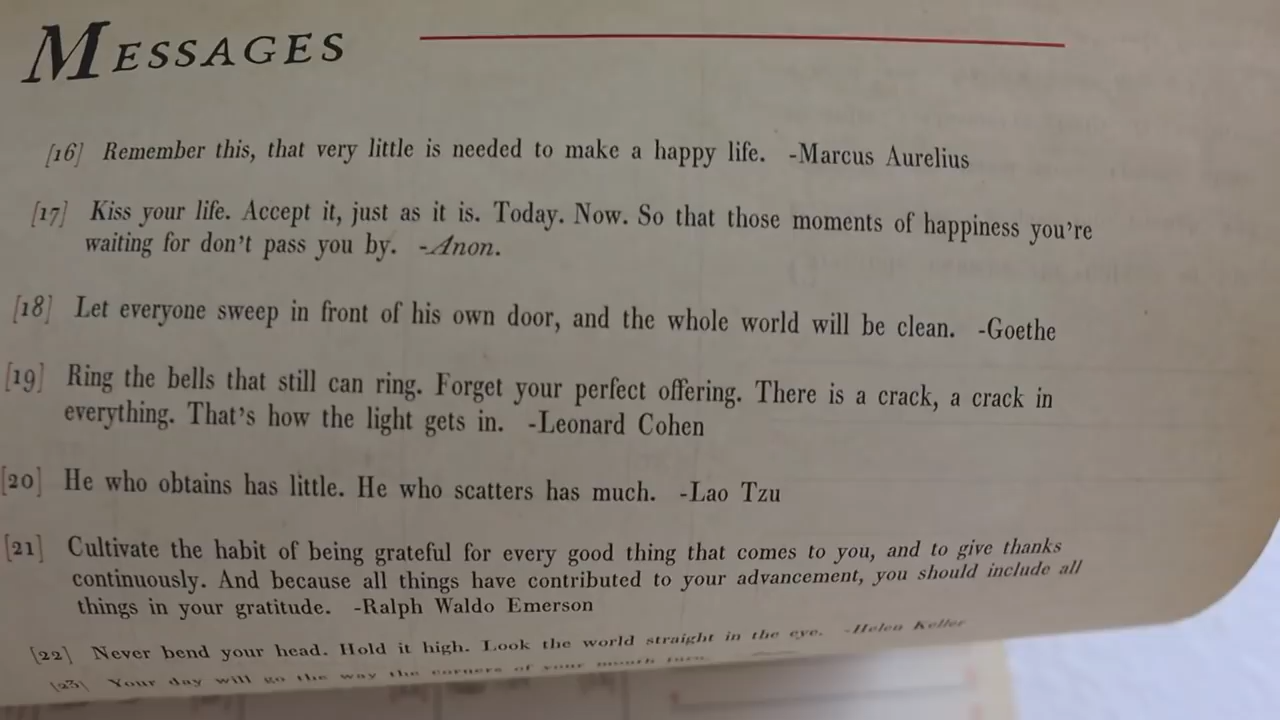 MESSAGES
[16] Remember this, that very little is needed to make a happy life. -Marcus Aurelius
[17] Kiss your life. Accept it, just as it is. Today. Now. So that those moments of happiness you're
waiting for don't pass you by. -Anon.
[18] Let everyone sweep in front of his own door, and the whole world will be clean. -Goethe
[19] Ring the bells that still can ring. Forget your perfect offering. There is a crack, a crack in
everything. That's how the light gets in. -Leonard Cohen
[20] He who obtains has little. He who scatters has much. -Lao Tzu
[21] Cultivate the habit of being grateful for every good thing that comes to you, and to give thanks
continuously. And because all things have contributed to your advancement, you should include all
things in your gratitude. -Ralph Waldo Emerson
[22] Never bend your head. Hold it high. Look the world straight in the eye. -Helen Keller
[23] Your day will go the way the corners of your mouth turn.